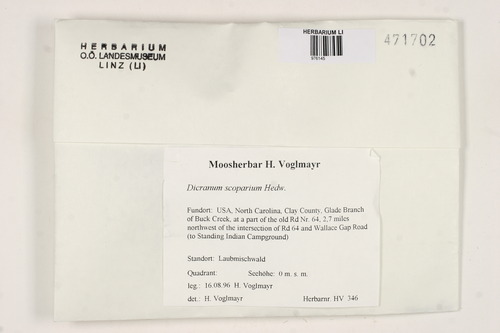 HERBARIUM
O.Ö. LANDESMUSEUM
LINZ (LI)
HERBARIUM LI
976145
471702
Moosherbar H. Voglmayr
Dicranum scoparium Hedw.
Fundort: USA, North Carolina, Clay County, Glade Branch
of Buck Creek, at a part of the old Rd Nr. 64, 2,7 miles
northwest of the intersection of Rd 64 and Wallace Gap Road
(to Standing Indian Campground)
Standort: Laubmischwald
Quadrant: Seehöhe: 0 m. s. m.
leg.: 16.08.96 H. Voglmayr
det.: H. Voglmayr Herbarnr. HV 346